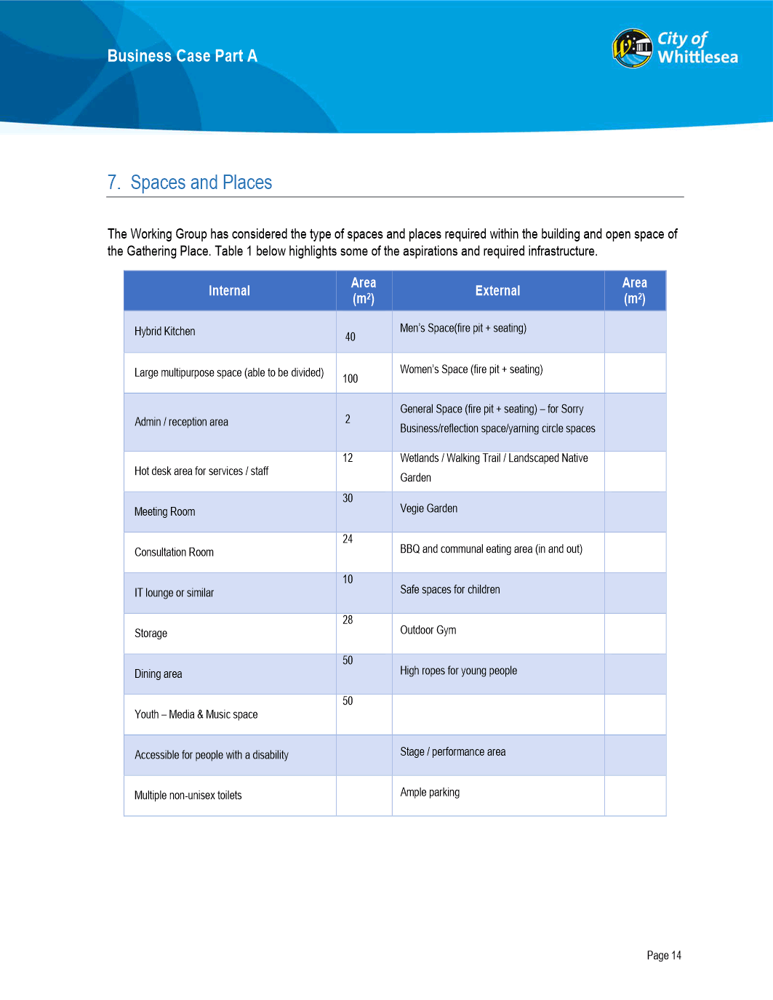 Business Case Part A
City of
Whittlesea
7. Spaces and Places
The Working Group has considered the type of spaces and places required within the building and open space of
the Gathering Place. Table 1 below highlights some of the aspirations and required infrastructure.
Internal
Area
(m²)
External
Area
(m²)
Hybrid Kitchen
40
Men's Space(fire pit + seating)
Large multipurpose space (able to be divided)
100
Women's Space (fire pit + seating)
Admin / reception area
2
General Space (fire pit + seating) – for Sorry
Business/reflection space/yarning circle spaces
Hot desk area for services / staff
12
Wetlands / Walking Trail / Landscaped Native
Garden
Meeting Room
30
Vegie Garden
Consultation Room
24
BBQ and communal eating area (in and out)
IT lounge or similar
10
Safe spaces for children
Storage
28
Outdoor Gym
Dining area
50
High ropes for young people
Youth – Media & Music space
50
Accessible for people with a disability
Stage / performance area
Multiple non-unisex toilets
Ample parking
Page 14